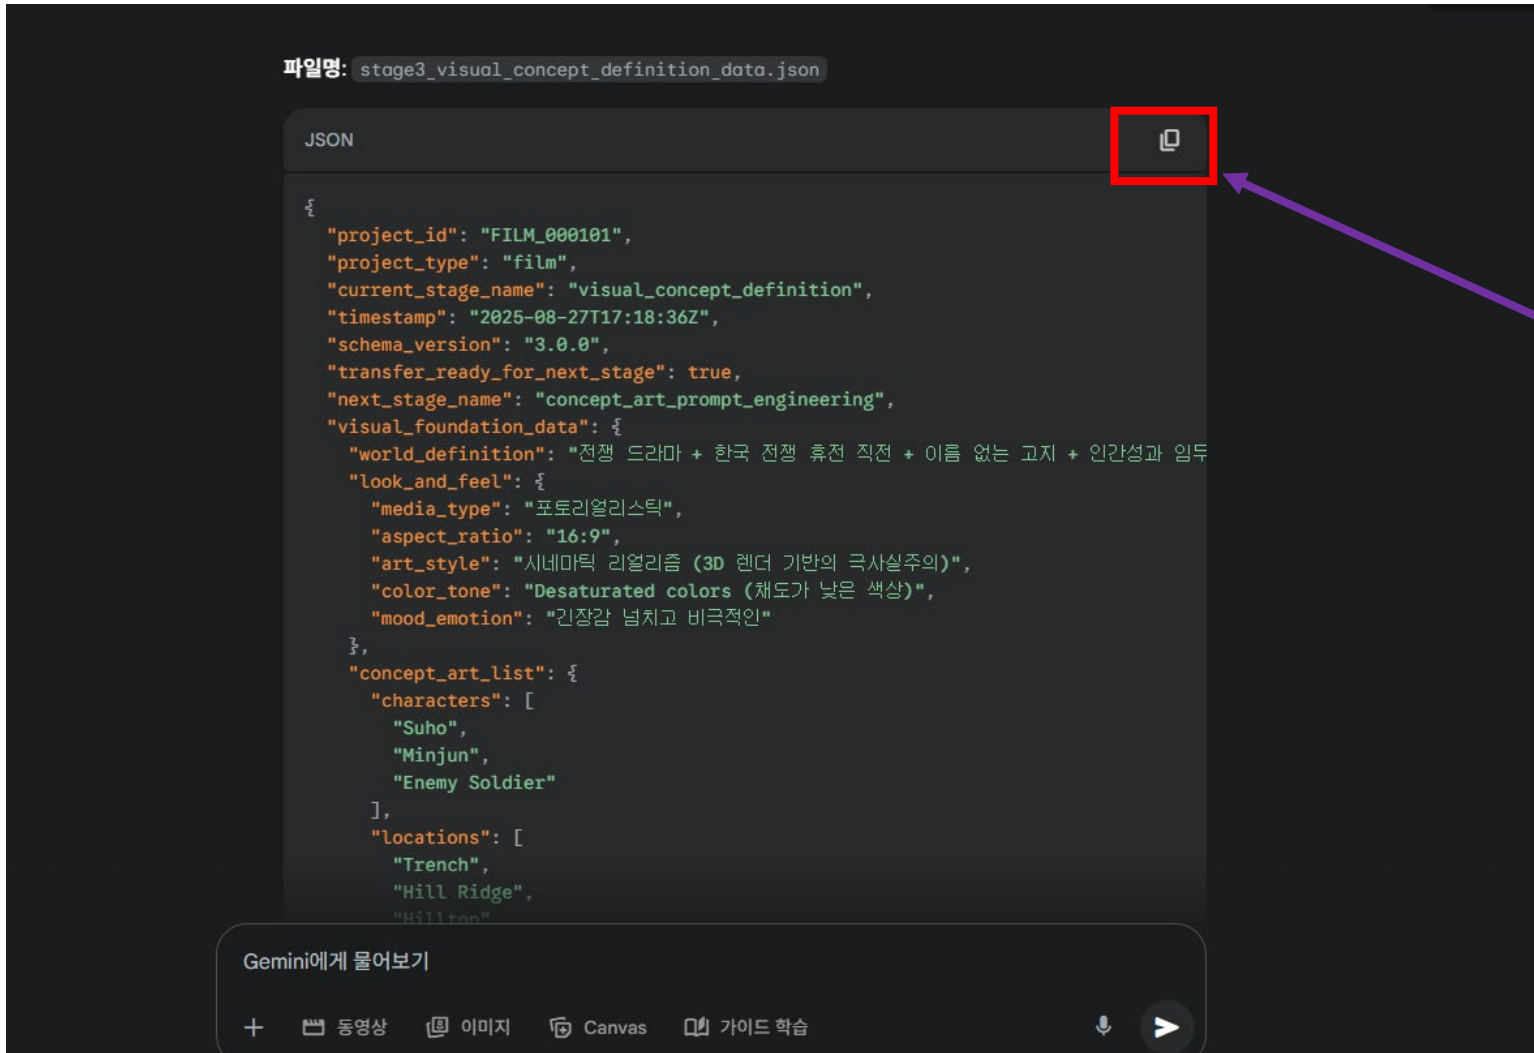 파일명: stage3_visual_concept_definition_data.json
JSON
{
"project_id": "FILM_000101",
"project_type": "film",
"current_stage_name": "visual_concept_definition",
"timestamp": "2025-08-27T17:18:36Z",
"schema_version": "3.0.0",
"transfer_ready_for_next_stage": true,
"next_stage_name": "concept_art_prompt_engineering",
"visual_foundation_data": {
"world_definition": "전쟁 드라마 + 한국 전쟁 휴전 직전 + 이름 없는 고지 + 인간성과 임무
"look_and_feel": {
"media_type": "포토리얼리스틱",
"aspect_ratio": "16:9",
"art_style": "시네마틱 리얼리즘 (3D 렌더 기반의 극사실주의)",
"color_tone": "Desaturated colors (채도가 낮은 색상)",
"mood_emotion": "긴장감 넘치고 비극적인"
},
"concept_art_list": {
"characters": [
"Suho",
"Minjun",
"Enemy Soldier"
],
"locations": [
"Trench",
"Hill Ridge",
"Hilltop"
Gemini에게 물어보기
동영상 이미지 Canvas 가이드 학습